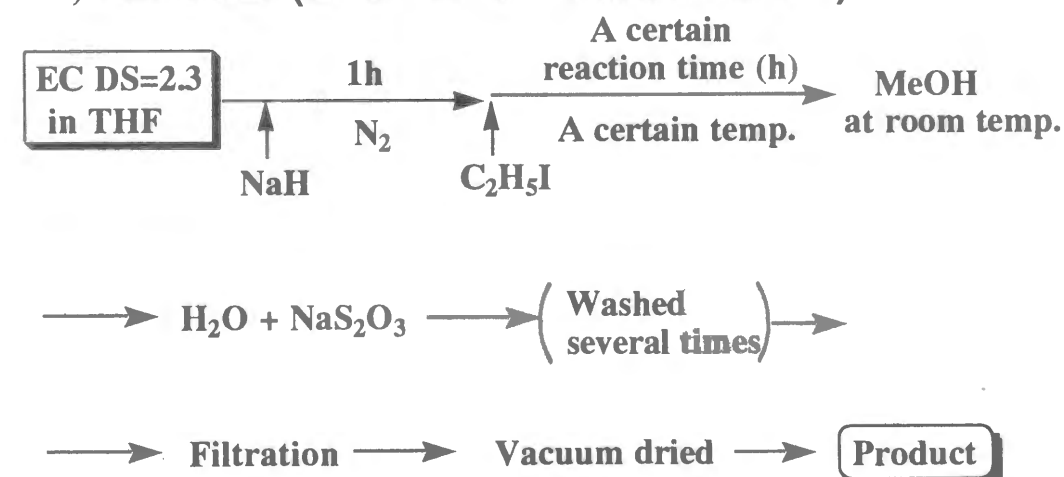 A certain
EC DS=2.3
in THF
1h
reaction time (h)
MeOH
at room temp.
N₂
A certain temp.
NaH
C₂H₅I
H₂O + NaS₂O₃
Washed
several times
Filtration
Vacuum dried
Product